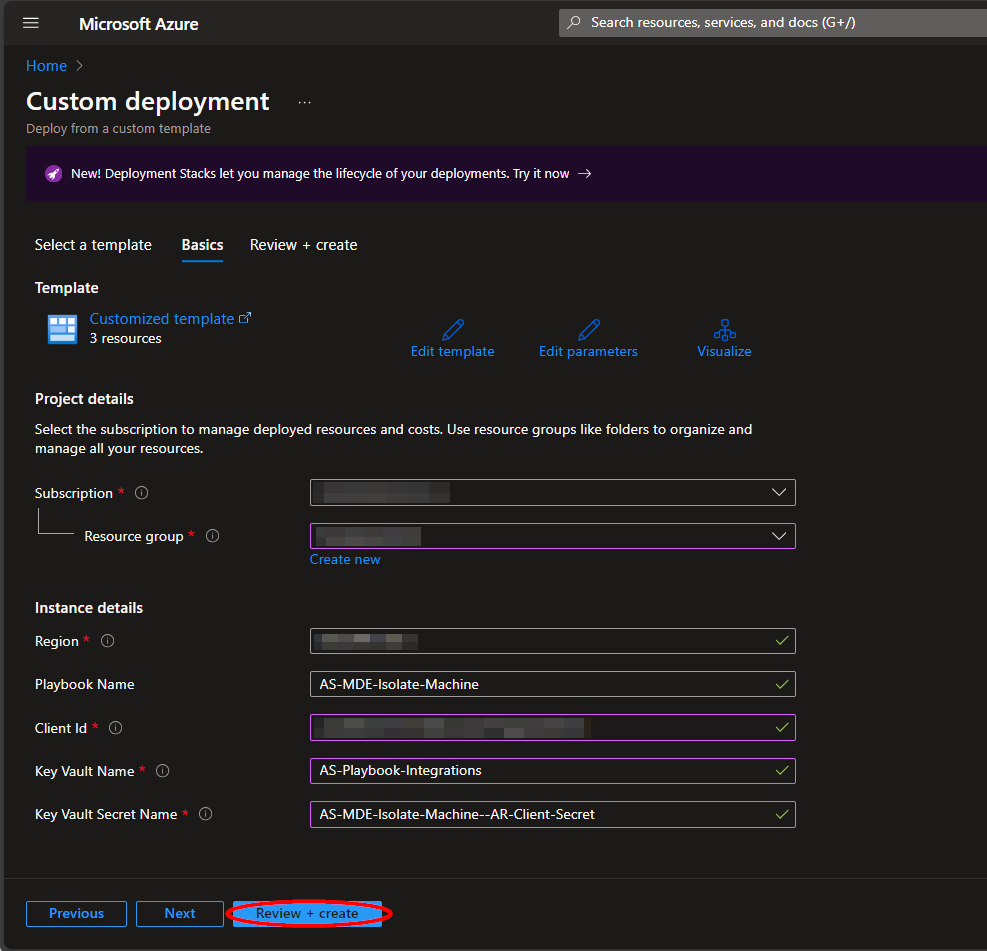 Microsoft Azure
Search resources, services, and docs (G+/)
Home
Custom deployment
Deploy from a custom template
New! Deployment Stacks let you manage the lifecycle of your deployments. Try it now →
Select a template Basics Review + create
Template
Customized template
3 resources
Edit template Edit parameters Visualize
Project details
Select the subscription to manage deployed resources and costs. Use resource groups like folders to organize and
manage all your resources.
Subscription *
Resource group *
Create new
Instance details
Region *
Playbook Name AS-MDE-Isolate-Machine
Client Id *
Key Vault Name * AS-Playbook-Integrations
Key Vault Secret Name * AS-MDE-Isolate-Machine--AR-Client-Secret
Previous Next Review + create